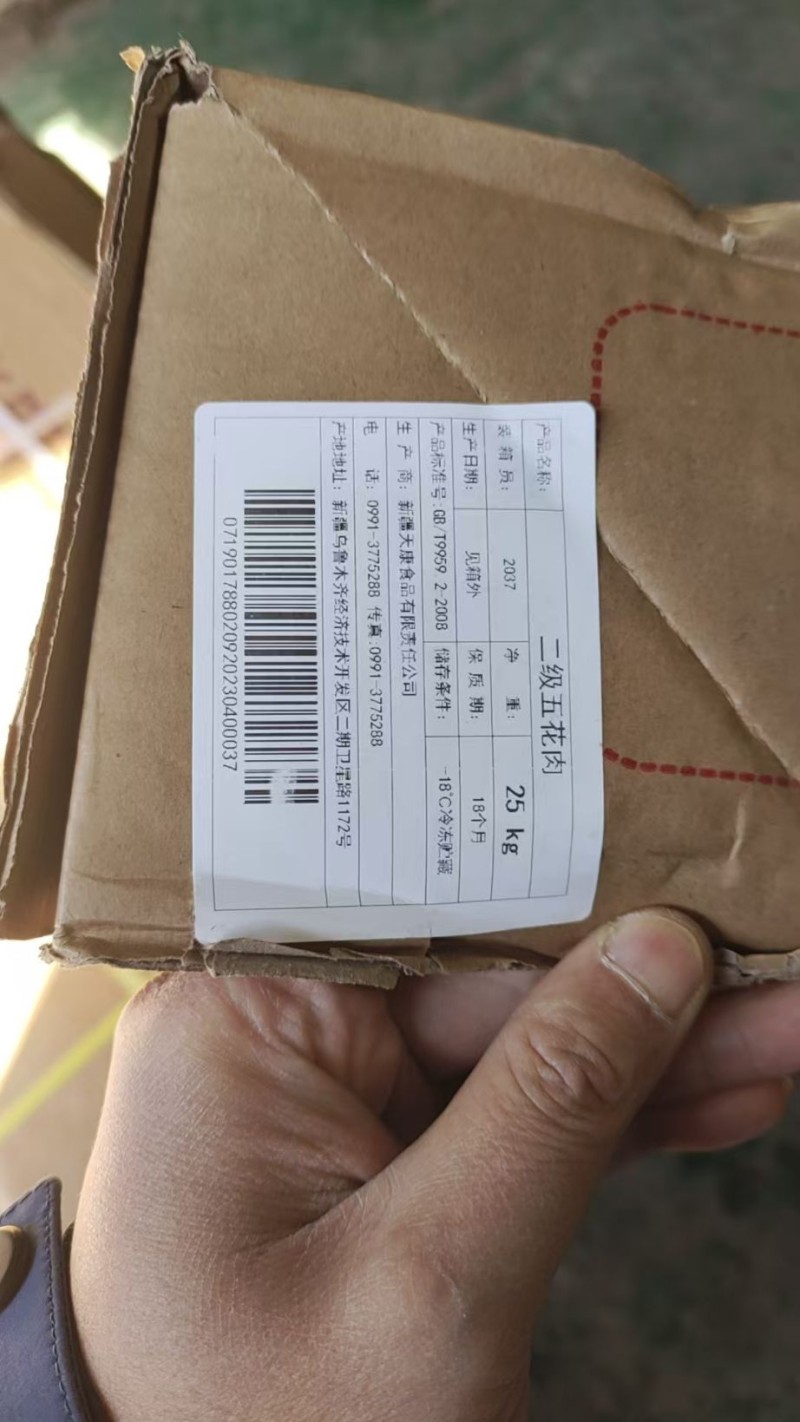 产品名称： 二级五花肉
装箱员： 2037 净重： 25 kg
生产日期： 见箱外 保质期： 18个月
产品标准号:GB/T9959.2-2008 储存条件： -18℃冷冻贮藏
生产商：新疆天康食品有限责任公司
电话：0991-3775288 传真:0991-3775288
产地地址：新疆乌鲁木齐经济技术开发区二期卫星路1172号
07190178802092023040​0037